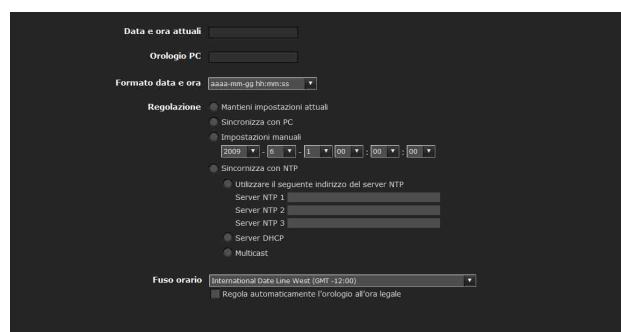 Data e ora attuali
Orologio PC
Formato data e ora aaaa-mm-gg hh:mm:ss
Regolazione Mantieni impostazioni attuali
Sincronizza con PC
Impostazioni manuali
2009 - 6 - 1 00 : 00 : 00
Sincornizza con NTP
Utilizzare il seguente indirizzo del server NTP
Server NTP 1
Server NTP 2
Server NTP 3
Server DHCP
Multicast
Fuso orario International Date Line West (GMT -12:00)
Regola automaticamente l'orologio all'ora legale